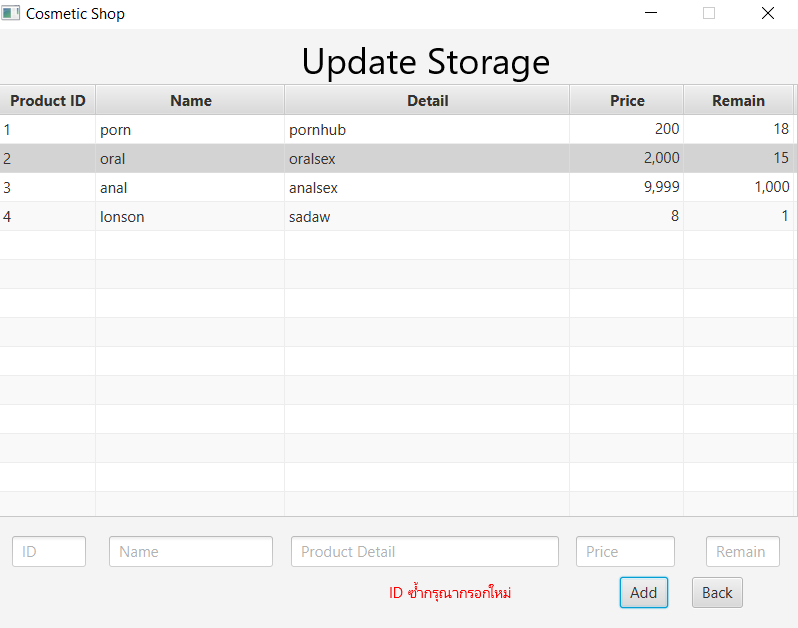 Cosmetic Shop
Update Storage
Product ID Name Detail Price Remain
1 porn pornhub 200 18
2 oral oralsex 2,000 15
3 anal analsex 9,999 1,000
4 lonson sadaw 8 1
ID Name Product Detail Price Remain
ID ซ้ำกรุณากรอกใหม่ Add Back